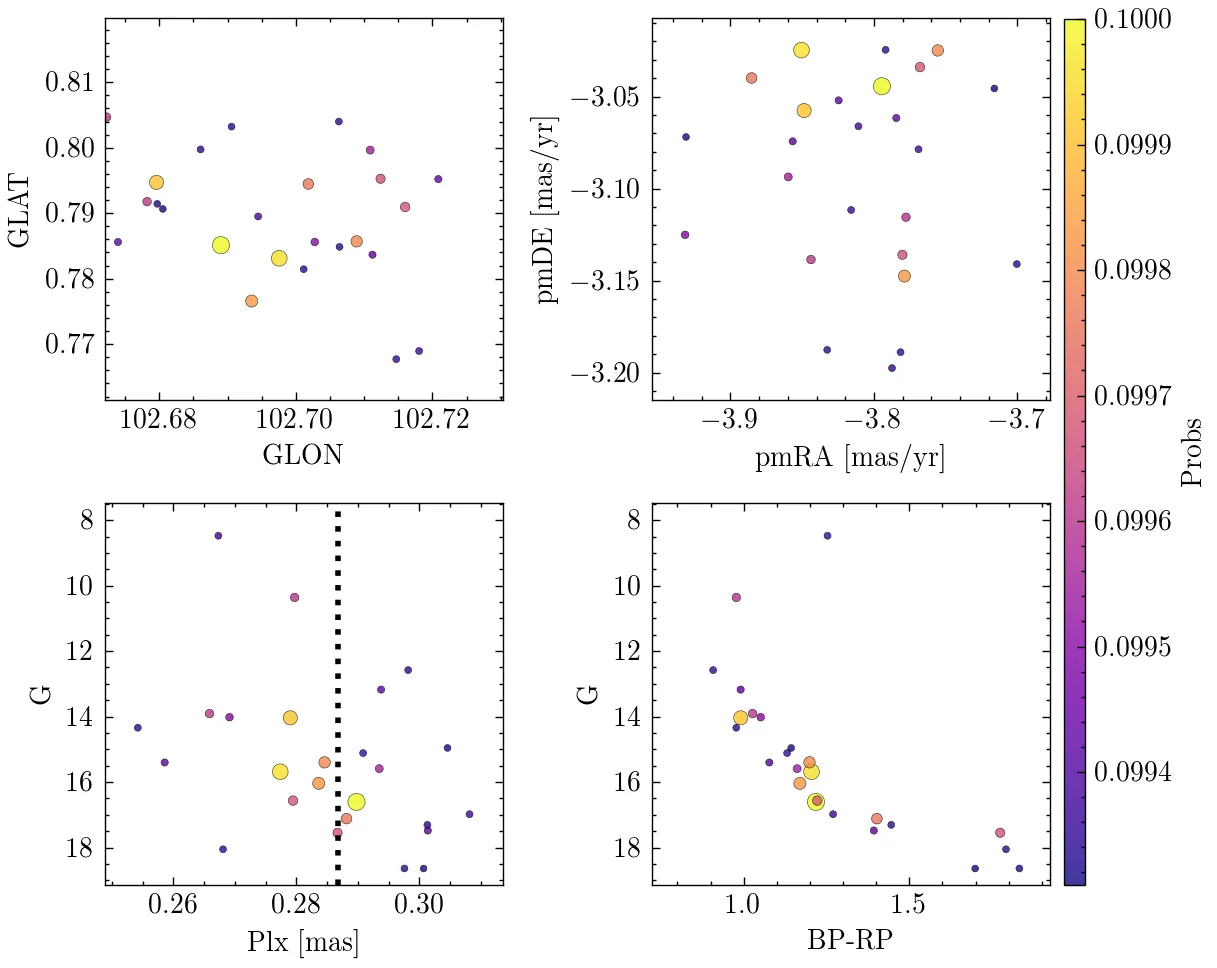 0.81
0.80
0.79
0.78
0.77
GLAT
102.68 102.70 102.72
GLON
−3.05
−3.10
−3.15
−3.20
pmDE [mas/yr]
−3.9 −3.8 −3.7
pmRA [mas/yr]
8
10
12
14
16
18
G
0.26 0.28 0.30
Plx [mas]
8
10
12
14
16
18
G
1.0 1.5
BP-RP
0.1000
0.0999
0.0998
0.0997
0.0996
0.0995
0.0994
Probs